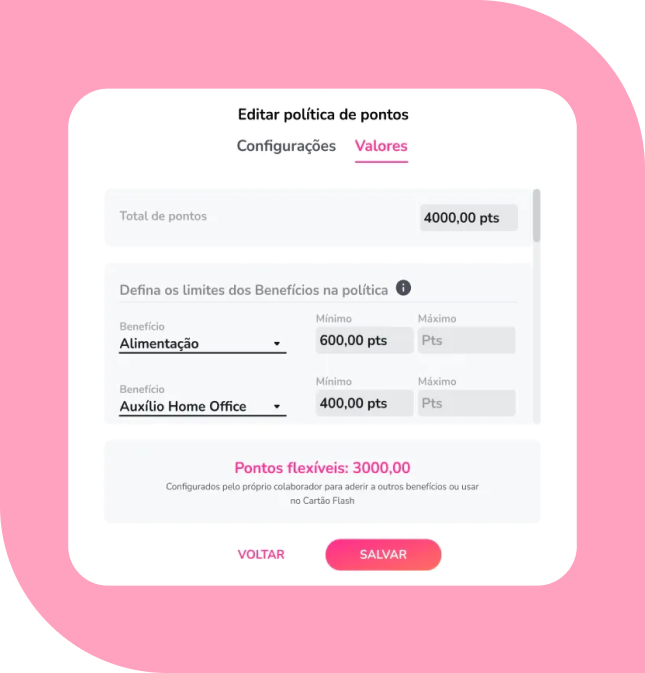 Editar política de pontos
Configurações Valores
Total de pontos 4000,00 pts
Defina os limites dos Benefícios na política i
Benefício Mínimo Máximo
Alimentação 600,00 pts Pts
Benefício Mínimo Máximo
Auxílio Home Office 400,00 pts Pts
Pontos flexíveis: 3000,00
Configurados pelo próprio colaborador para aderir a outros benefícios ou usar
no Cartão Flash
VOLTAR SALVAR